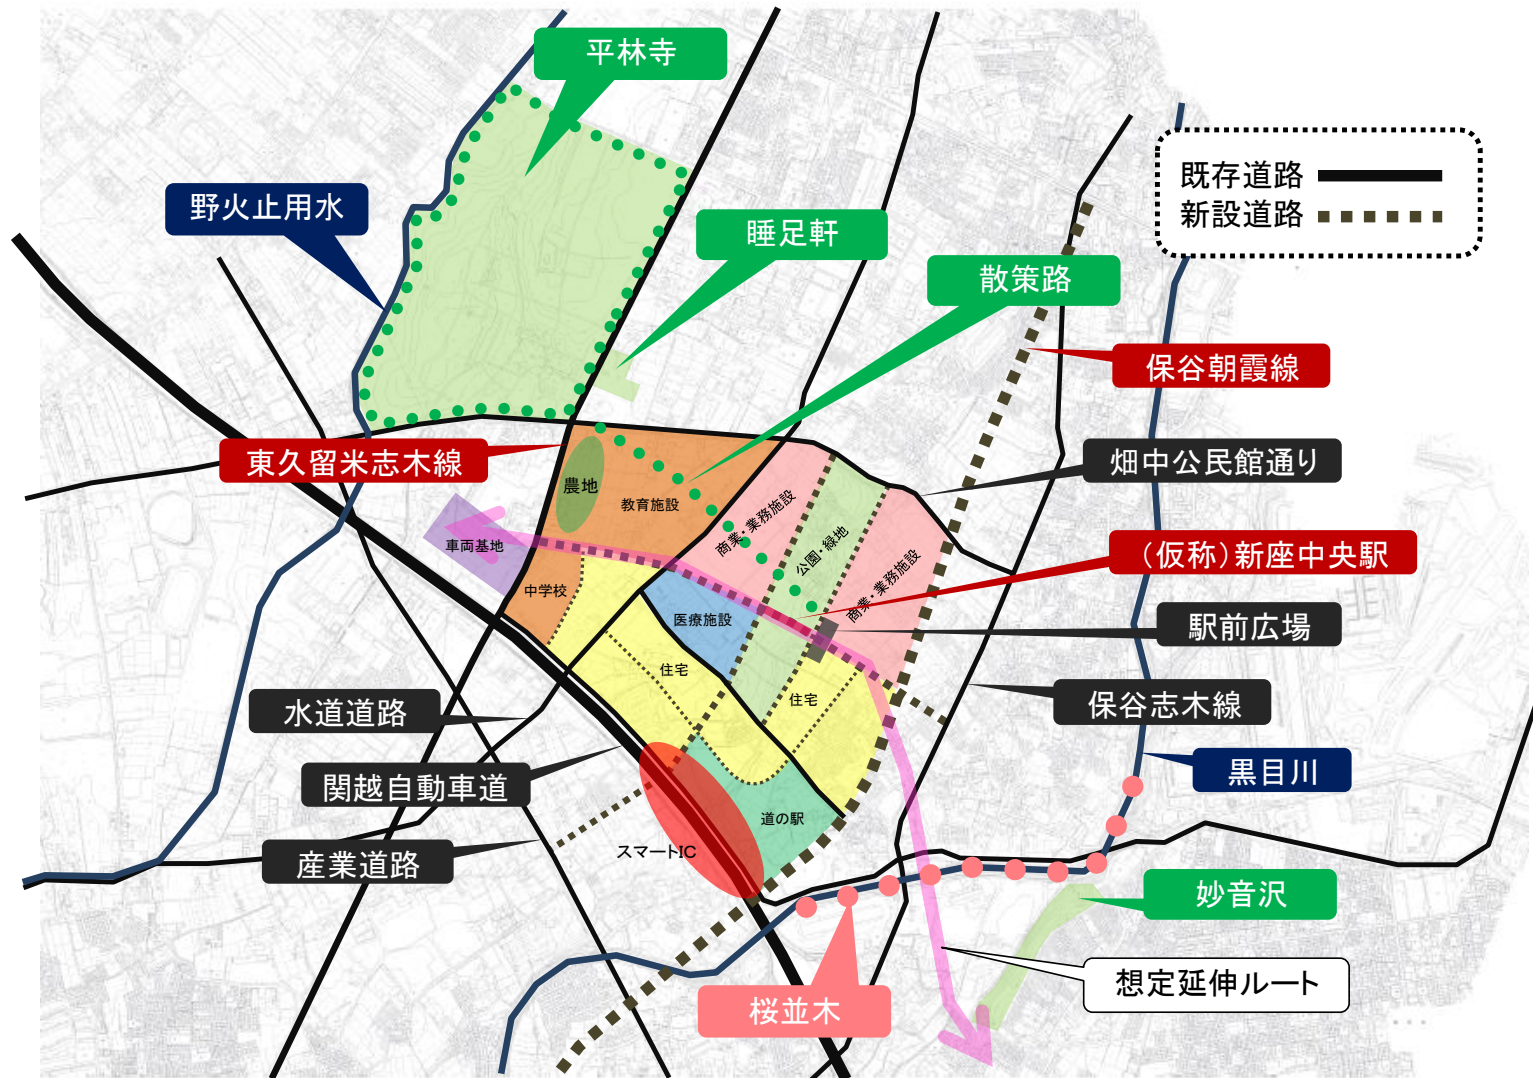 平林寺
既存道路
新設道路
野火止用水
睡足軒
散策路
保谷朝霞線
東久留米志木線
畑中公民館通り
農地
教育施設
商業・業務施設
公園・緑地
商業・業務施設
車両基地
(仮称)新座中央駅
中学校
医療施設
駅前広場
住宅
住宅
水道道路
保谷志木線
関越自動車道
黒目川
道の駅
スマートIC
産業道路
妙音沢
想定延伸ルート
桜並木